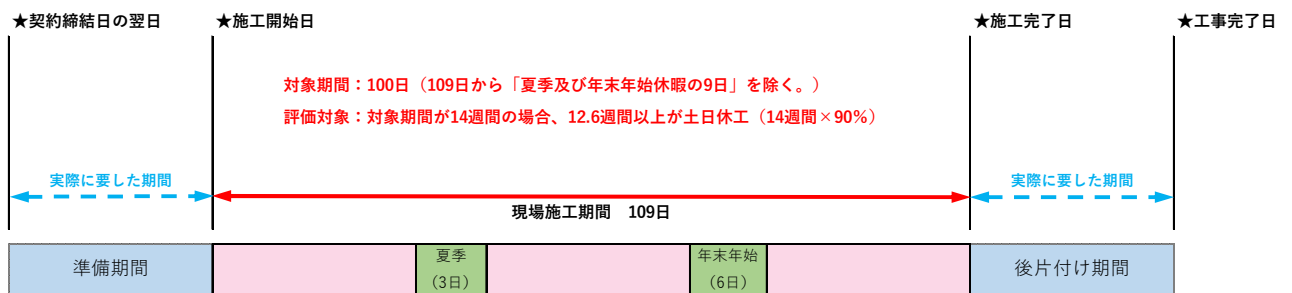 ★契約締結日の翌日
★施工開始日
★施工完了日
★工事完了日
対象期間：100日（109日から「夏季及び年末年始休暇の9日」を除く。）
評価対象：対象期間が14週間の場合、12.6週間以上が土日休工（14週間×90%）
実際に要した期間
実際に要した期間
現場施工期間　109日
準備期間
夏季
（3日）
年末年始
（6日）
後片付け期間